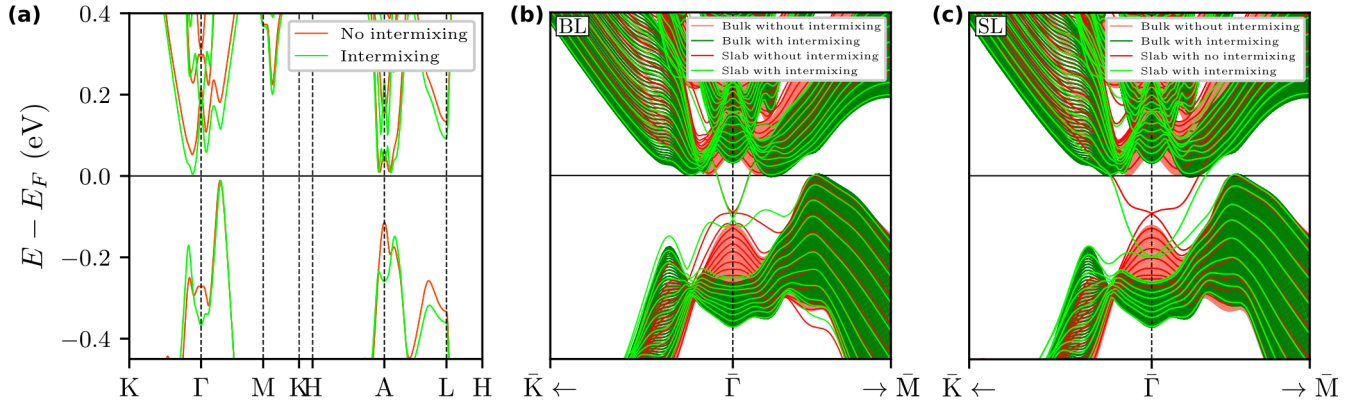 (a)
E − E_F (eV)
0.4
0.2
0.0
−0.2
−0.4
No intermixing
Intermixing
K Γ M K H A L H
(b)
BL
Bulk without intermixing
Bulk with intermixing
Slab without intermixing
Slab with intermixing
K̄ ← Γ̄ → M̄
(c)
SL
Bulk without intermixing
Bulk with intermixing
Slab with no intermixing
Slab with intermixing
K̄ ← Γ̄ → M̄